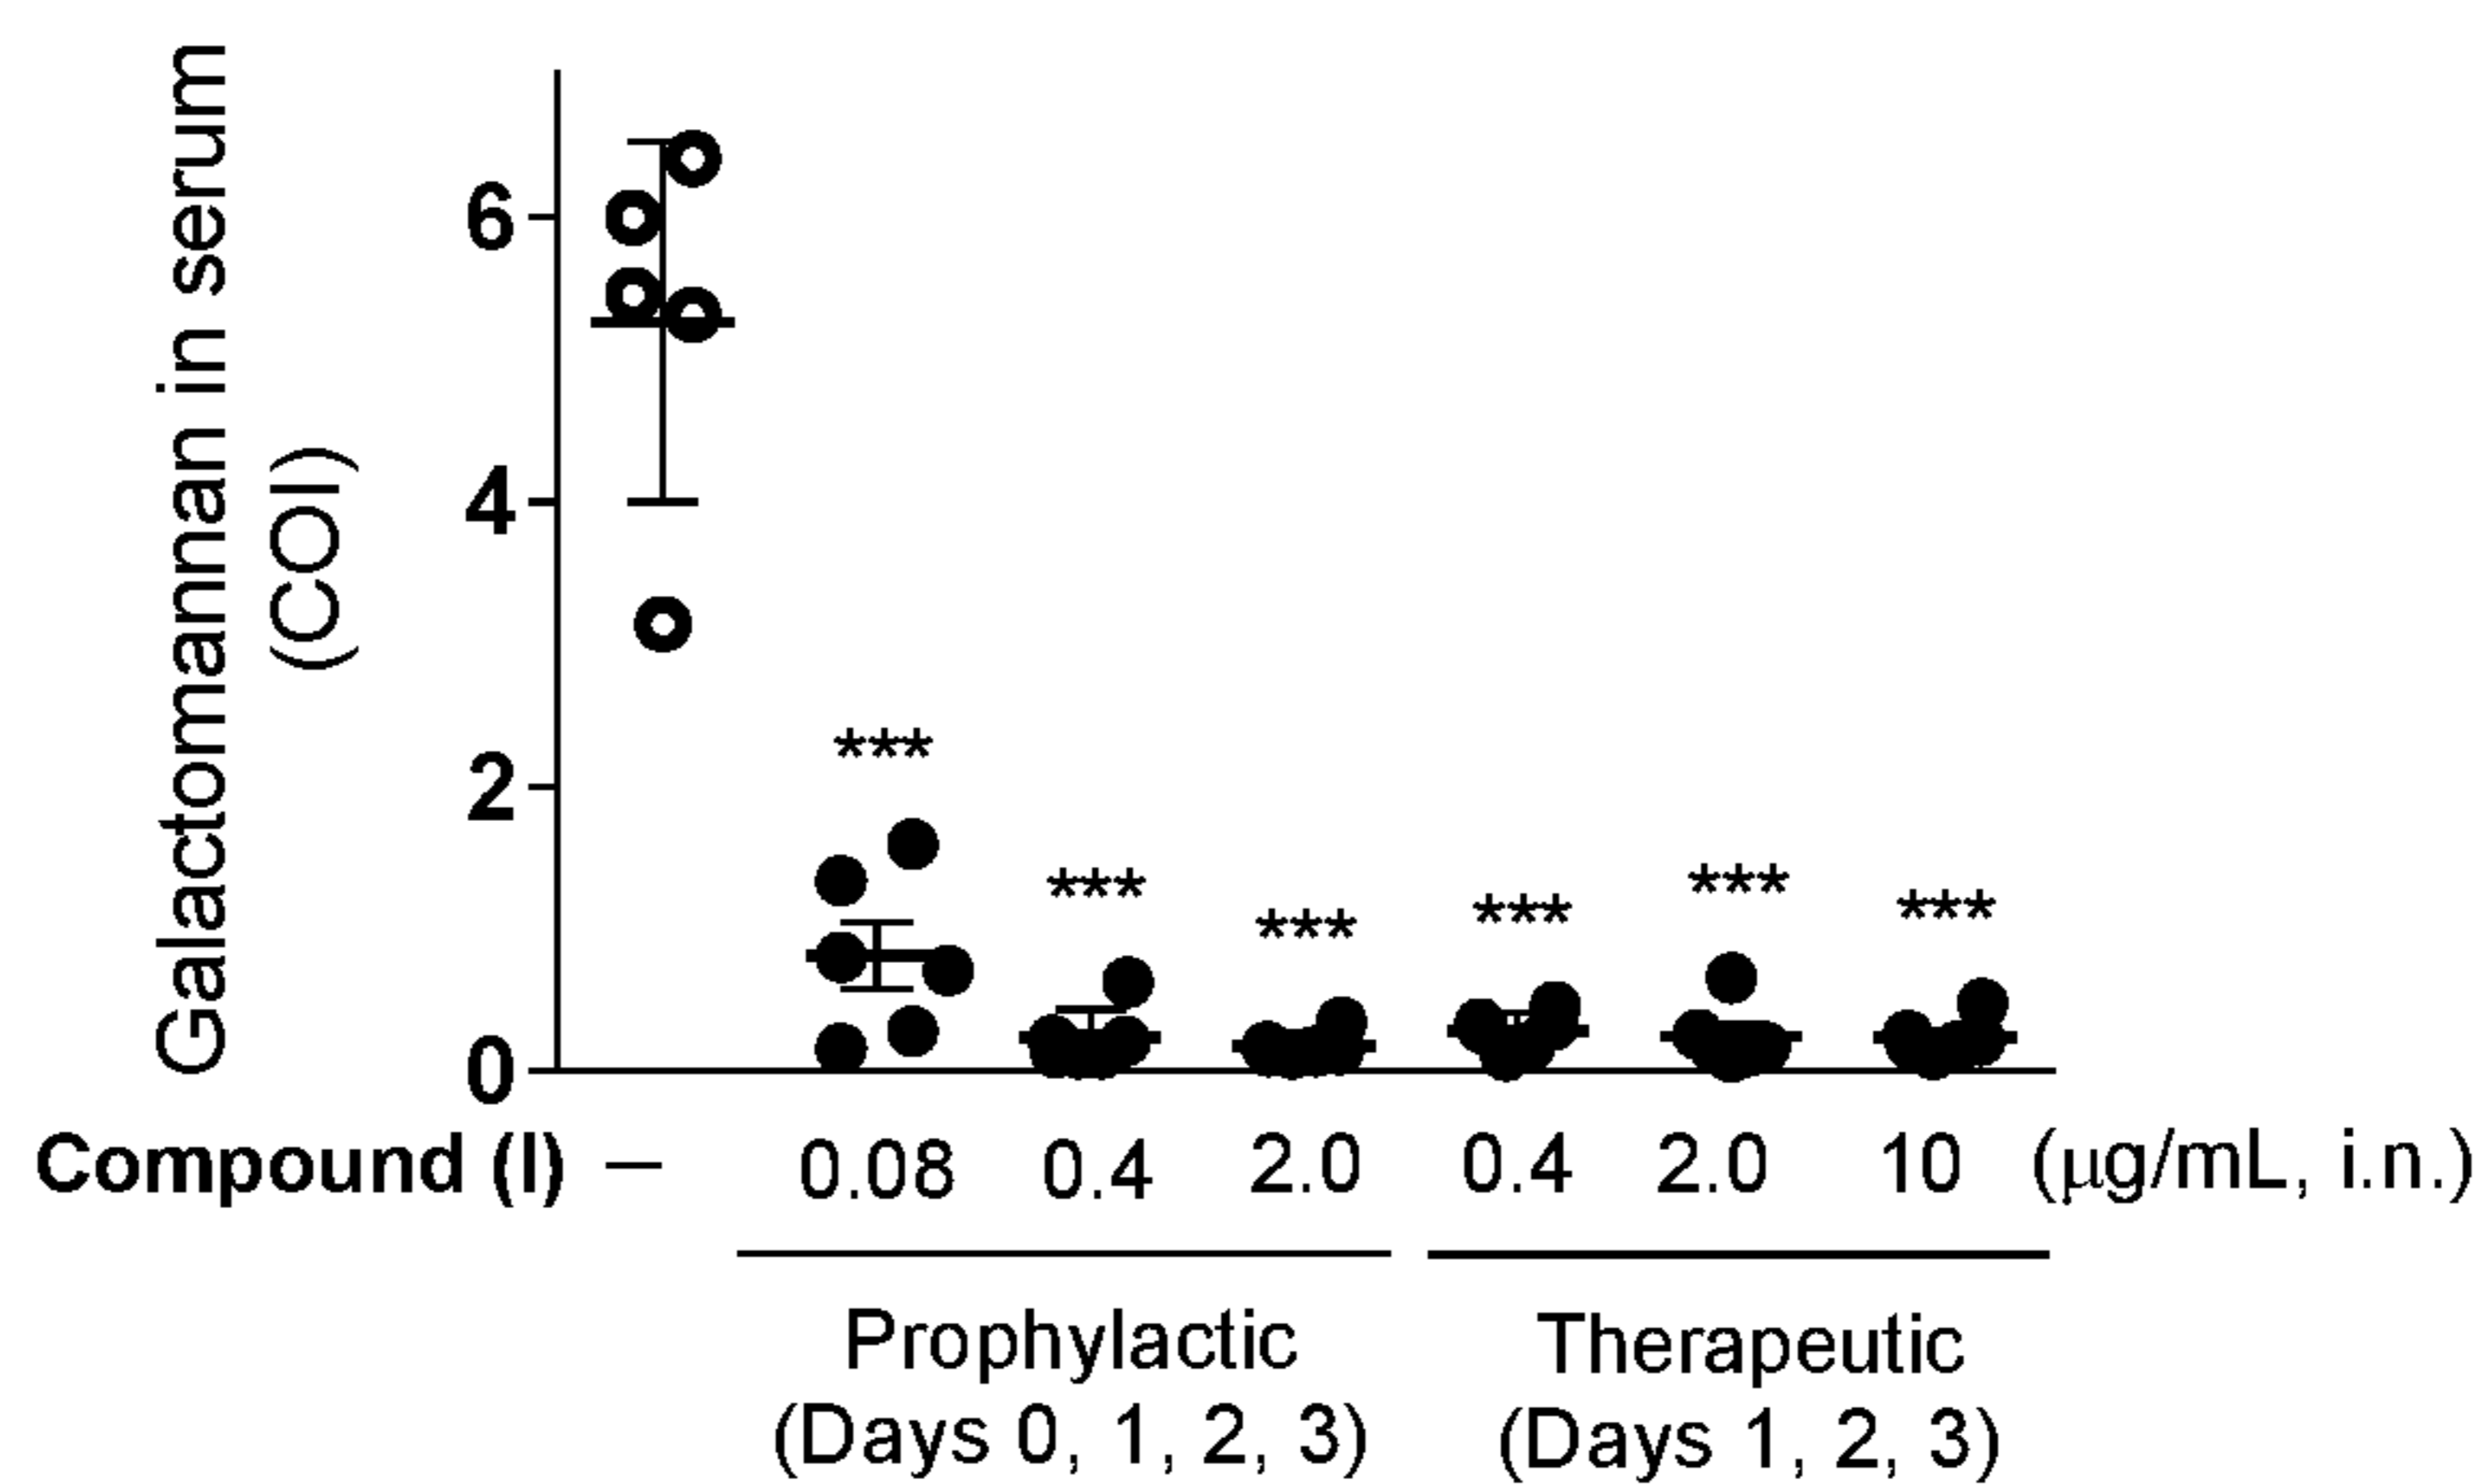 Galactomannan in serum
(COI)
6
4
2
0
***
***
***
***
***
***
Compound (I) — 0.08 0.4 2.0 0.4 2.0 10 (μg/mL, i.n.)
Prophylactic
(Days 0, 1, 2, 3)
Therapeutic
(Days 1, 2, 3)